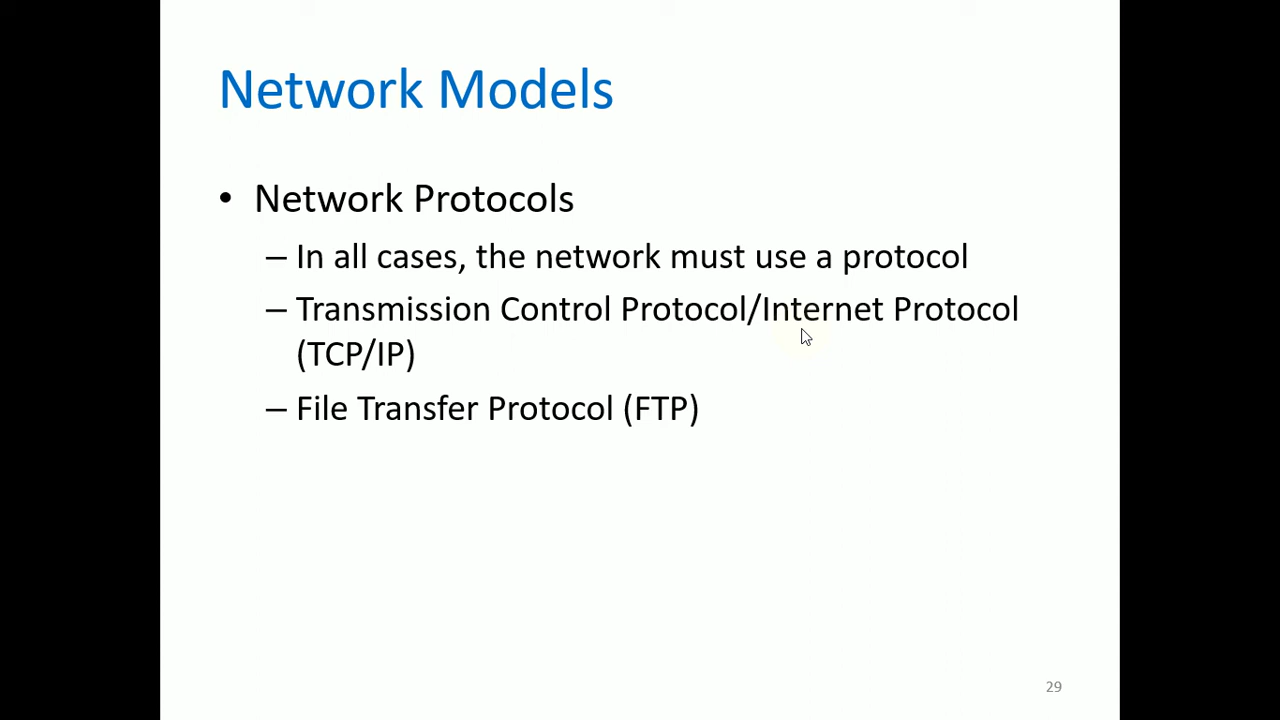 Network Models
• Network Protocols
– In all cases, the network must use a protocol
– Transmission Control Protocol/Internet Protocol
(TCP/IP)
– File Transfer Protocol (FTP)
29